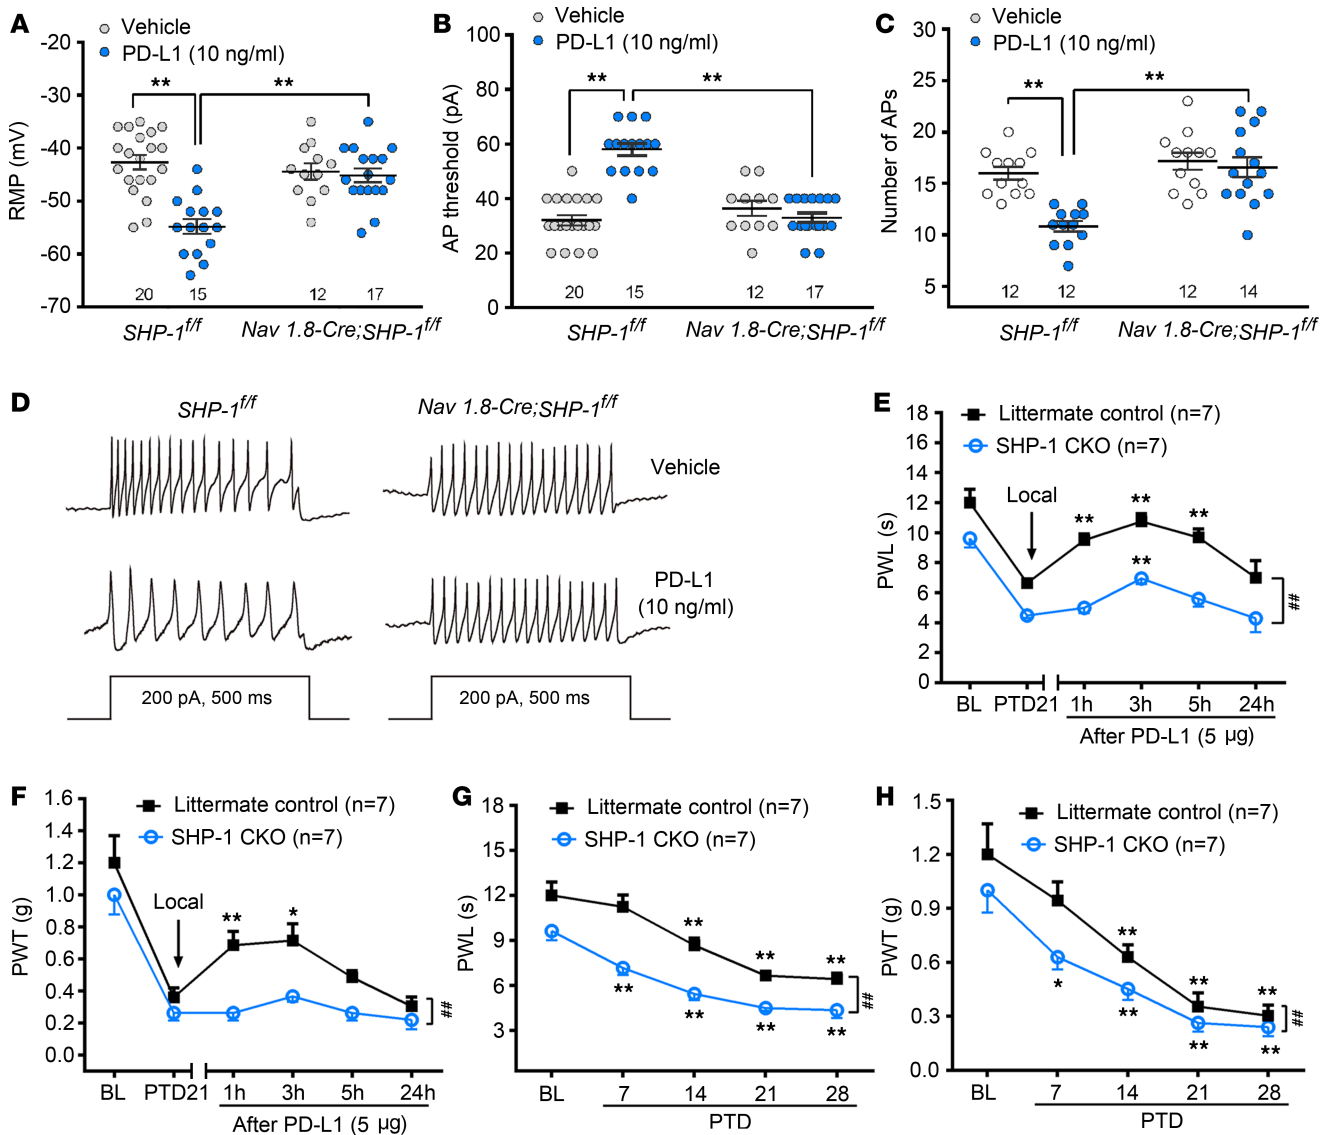 A
Vehicle
PD-L1 (10 ng/ml)
RMP (mV)
-20
-30
-40
-50
-60
-70
**
**
20
15
12
17
SHP-1f/f
Nav 1.8-Cre;SHP-1f/f
B
Vehicle
PD-L1 (10 ng/ml)
AP threshold (pA)
100
80
60
40
20
0
**
**
20
15
12
17
SHP-1f/f
Nav 1.8-Cre;SHP-1f/f
C
Vehicle
PD-L1 (10 ng/ml)
Number of APs
30
25
20
15
10
5
**
**
12
12
12
14
SHP-1f/f
Nav 1.8-Cre;SHP-1f/f
D
SHP-1f/f
Nav 1.8-Cre;SHP-1f/f
Vehicle
PD-L1
(10 ng/ml)
200 pA, 500 ms
200 pA, 500 ms
E
Littermate control (n=7)
SHP-1 CKO (n=7)
PWL (s)
18
16
14
12
10
8
6
4
2
0
Local
**
**
**
**
##
BL
PTD21
1h
3h
5h
24h
After PD-L1 (5 μg)
F
Littermate control (n=7)
SHP-1 CKO (n=7)
PWT (g)
1.6
1.4
1.2
1.0
0.8
0.6
0.4
0.2
0.0
Local
**
*
##
BL
PTD21
1h
3h
5h
24h
After PD-L1 (5 μg)
G
Littermate control (n=7)
SHP-1 CKO (n=7)
PWL (s)
18
15
12
9
6
3
**
**
**
**
**
**
**
##
BL
7
14
21
28
PTD
H
Littermate control (n=7)
SHP-1 CKO (n=7)
PWT (g)
1.5
1.2
0.9
0.6
0.3
0.0
**
**
**
*
**
**
**
##
BL
7
14
21
28
PTD